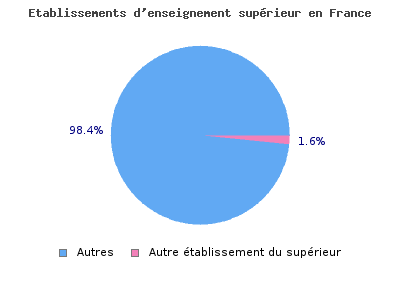 Etablissements d’enseignement supérieur en France
98.4%
1.6%
Autres
Autre établissement du supérieur